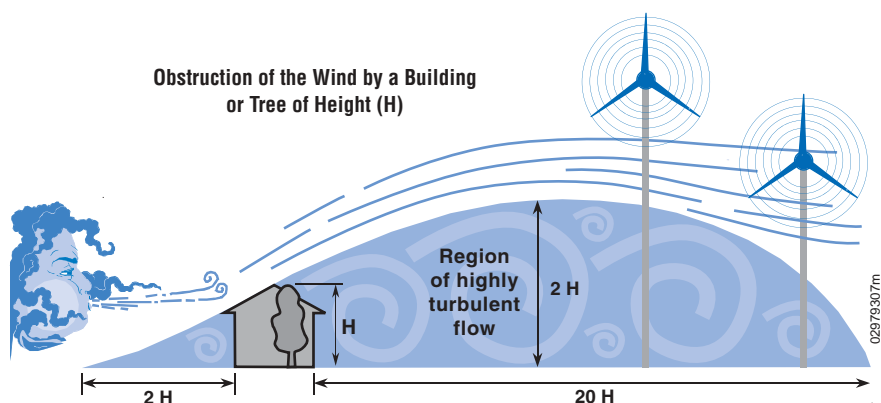 Obstruction of the Wind by a Building
or Tree of Height (H)
Region
of highly
turbulent
flow
2 H
H
2 H
20 H
02979307m